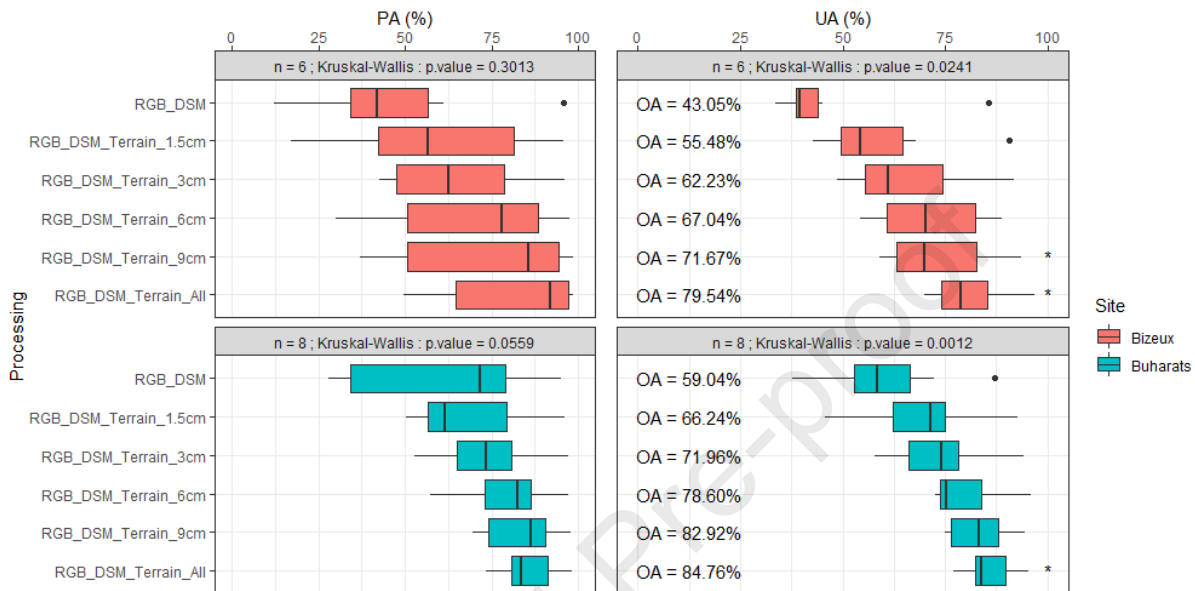 PA (%)
UA (%)
0 25 50 75 100
0 25 50 75 100
n = 6 ; Kruskal-Wallis : p.value = 0.3013
n = 6 ; Kruskal-Wallis : p.value = 0.0241
RGB_DSM
OA = 43.05%
RGB_DSM_Terrain_1.5cm
OA = 55.48%
RGB_DSM_Terrain_3cm
OA = 62.23%
RGB_DSM_Terrain_6cm
OA = 67.04%
RGB_DSM_Terrain_9cm
OA = 71.67%
*
RGB_DSM_Terrain_All
OA = 79.54%
*
Processing
n = 8 ; Kruskal-Wallis : p.value = 0.0559
n = 8 ; Kruskal-Wallis : p.value = 0.0012
RGB_DSM
OA = 59.04%
RGB_DSM_Terrain_1.5cm
OA = 66.24%
RGB_DSM_Terrain_3cm
OA = 71.96%
RGB_DSM_Terrain_6cm
OA = 78.60%
RGB_DSM_Terrain_9cm
OA = 82.92%
RGB_DSM_Terrain_All
OA = 84.76%
*
Site
Bizeux
Buharats
Pre-proof